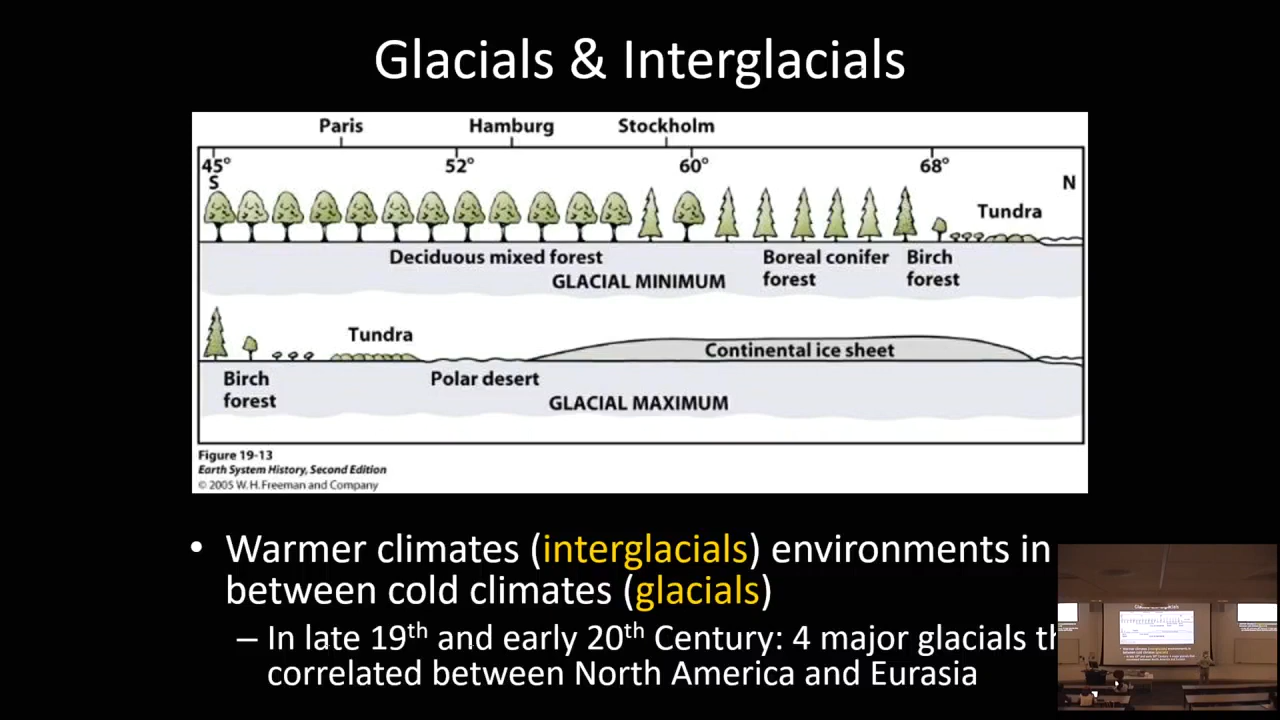 Glacials & Interglacials
Paris Hamburg Stockholm
45° 52° 60° 68°
S N
Tundra
Deciduous mixed forest Boreal conifer forest Birch forest
GLACIAL MINIMUM
Tundra
Continental ice sheet
Birch forest Polar desert
GLACIAL MAXIMUM
Figure 19-13
Earth System History, Second Edition
© 2005 W. H. Freeman and Company
• Warmer climates (interglacials) environments in
between cold climates (glacials)
– In late 19th and early 20th Century: 4 major glacials
correlated between North America and Eurasia